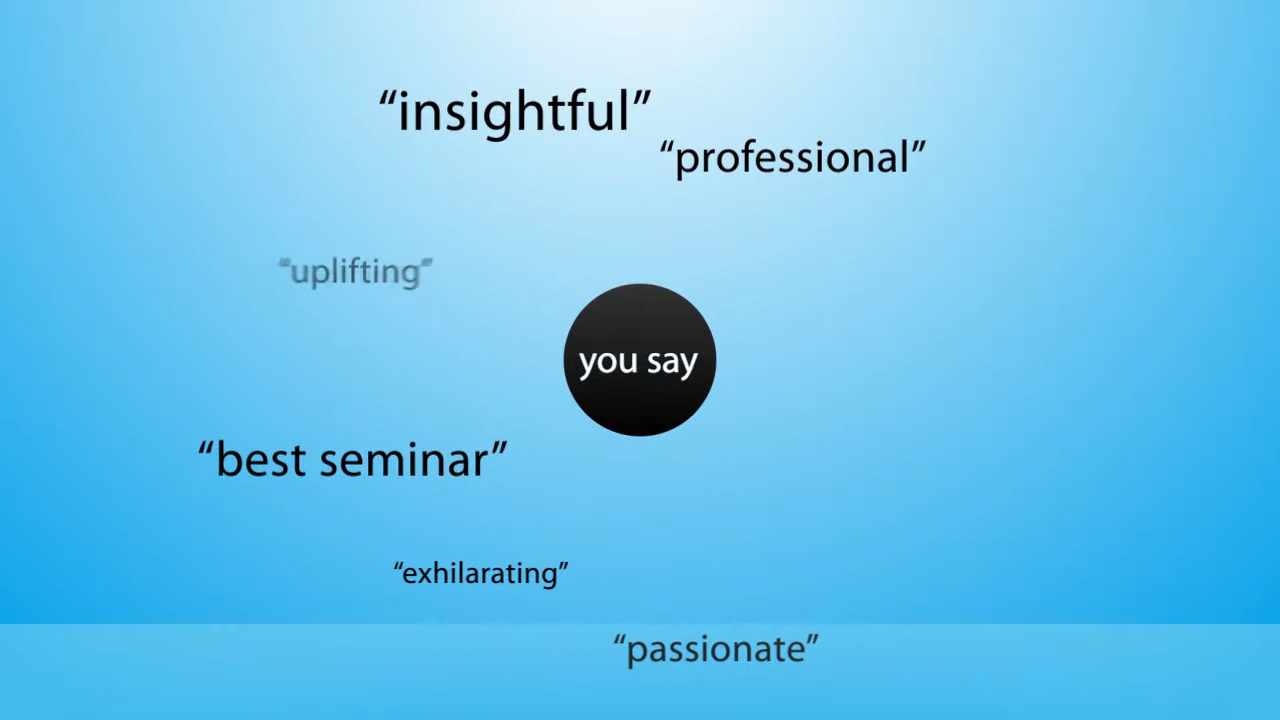 “insightful”
“professional”
“uplifting”
you say
“best seminar”
“exhilarating”
“passionate”